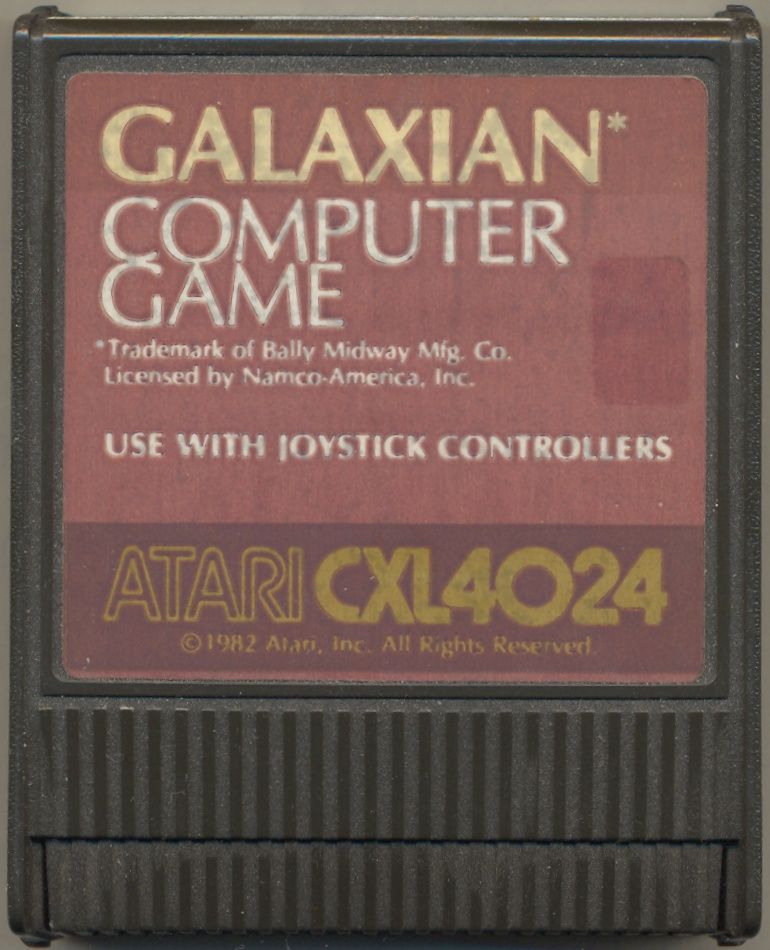 GALAXIAN*
COMPUTER
GAME
*Trademark of Bally Midway Mfg. Co.
Licensed by Namco-America, Inc.
USE WITH JOYSTICK CONTROLLERS
ATARI CXL4024
©1982 Atari, Inc. All Rights Reserved.